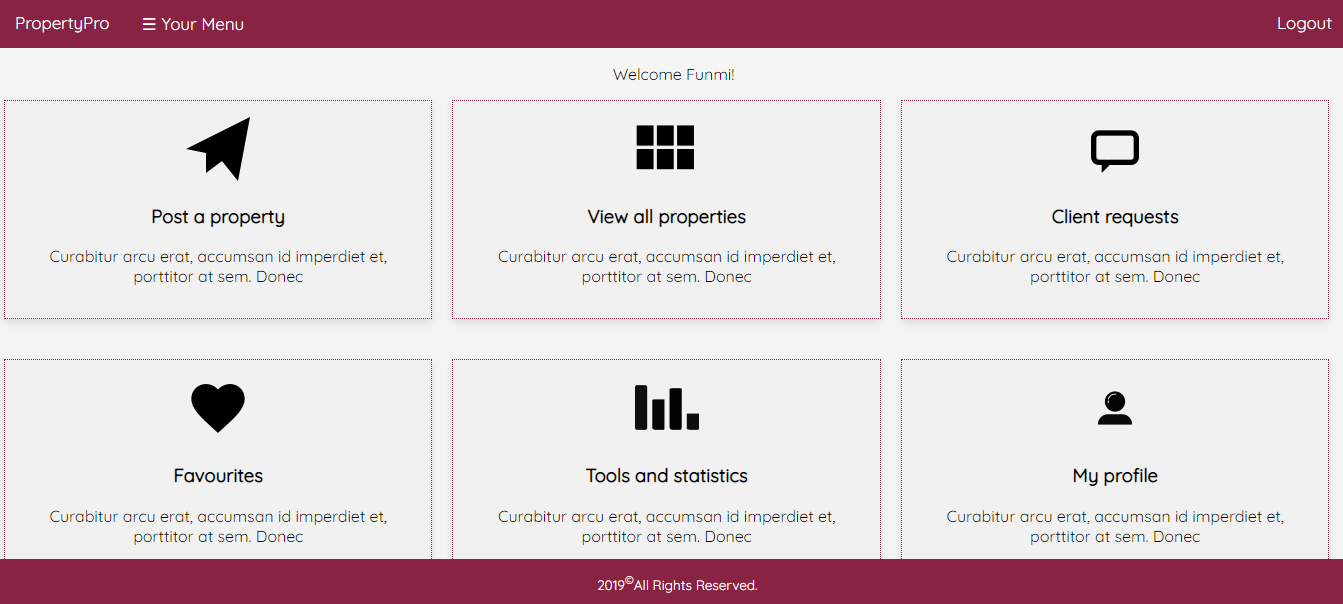 PropertyPro ☰ Your Menu Logout
Welcome Funmi!
Post a property
Curabitur arcu erat, accumsan id imperdiet et,
porttitor at sem. Donec
View all properties
Curabitur arcu erat, accumsan id imperdiet et,
porttitor at sem. Donec
Client requests
Curabitur arcu erat, accumsan id imperdiet et,
porttitor at sem. Donec
Favourites
Curabitur arcu erat, accumsan id imperdiet et,
porttitor at sem. Donec
Tools and statistics
Curabitur arcu erat, accumsan id imperdiet et,
porttitor at sem. Donec
My profile
Curabitur arcu erat, accumsan id imperdiet et,
porttitor at sem. Donec
2019©All Rights Reserved.